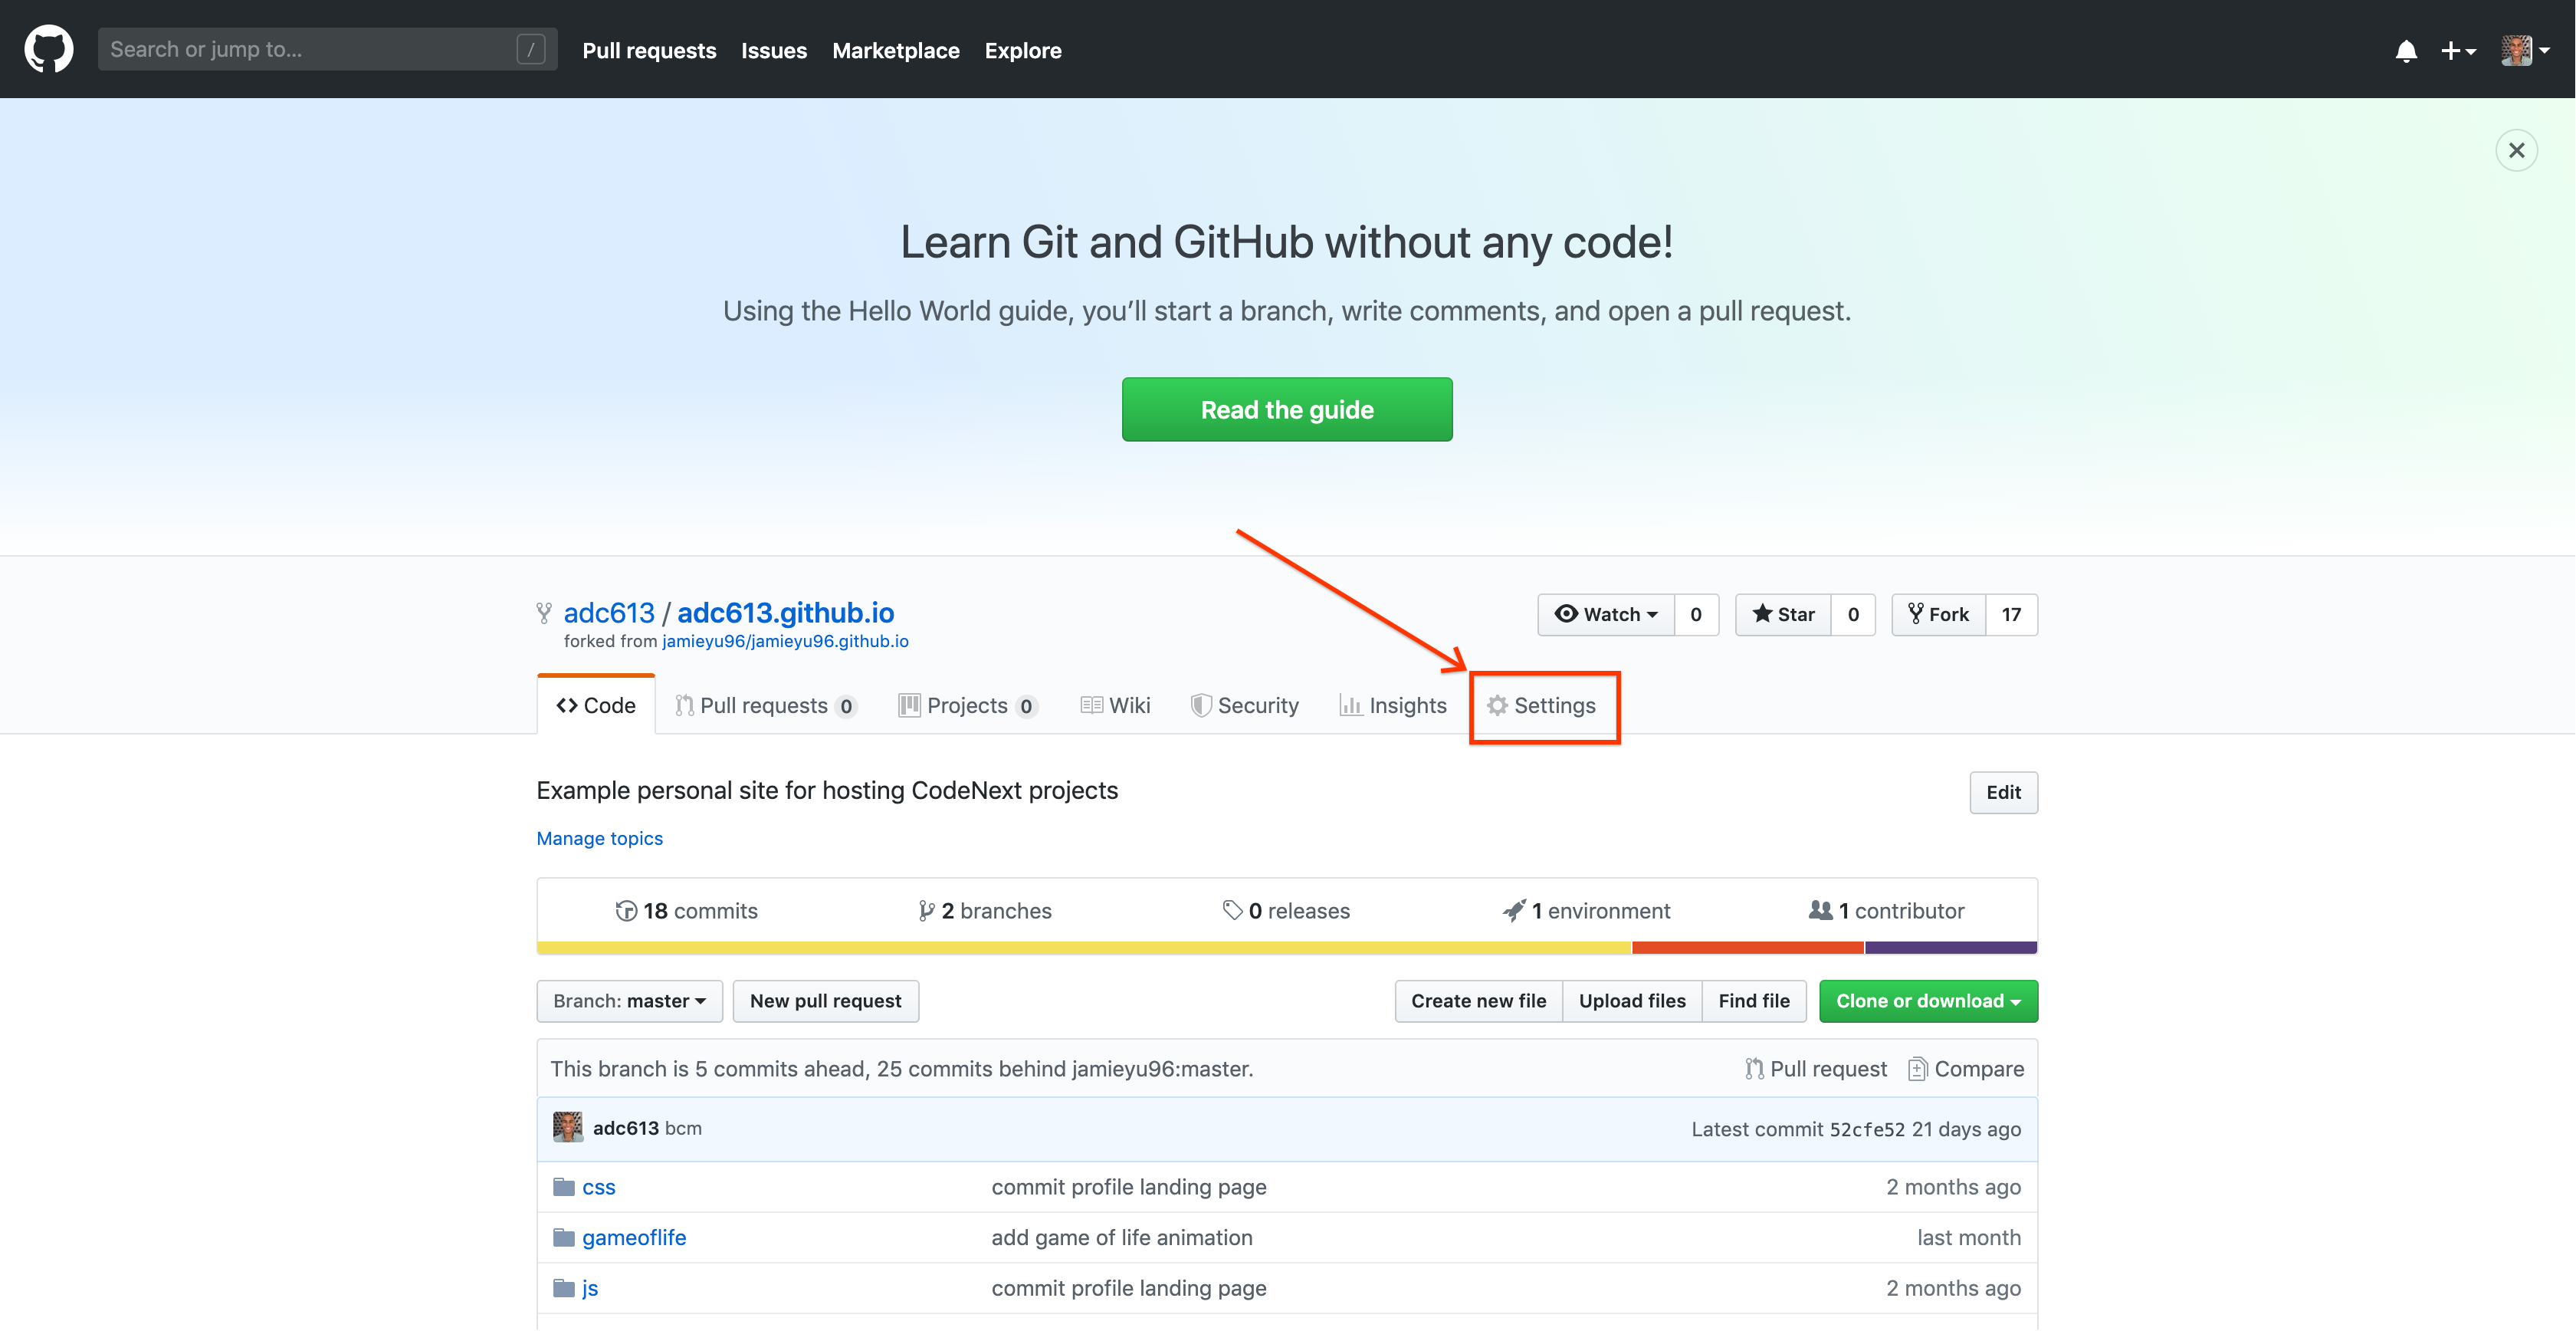 Search or jump to... /
Pull requests Issues Marketplace Explore
Learn Git and GitHub without any code!
Using the Hello World guide, you’ll start a branch, write comments, and open a pull request.
Read the guide
adc613 / adc613.github.io
forked from jamieyu96/jamieyu96.github.io
Watch 0 Star 0 Fork 17
Code Pull requests 0 Projects 0 Wiki Security Insights Settings
Example personal site for hosting CodeNext projects
Edit
Manage topics
18 commits 2 branches 0 releases 1 environment 1 contributor
Branch: master New pull request Create new file Upload files Find file Clone or download
This branch is 5 commits ahead, 25 commits behind jamieyu96:master. Pull request Compare
adc613 bcm Latest commit 52cfe52 21 days ago
css commit profile landing page 2 months ago
gameoflife add game of life animation last month
js commit profile landing page 2 months ago